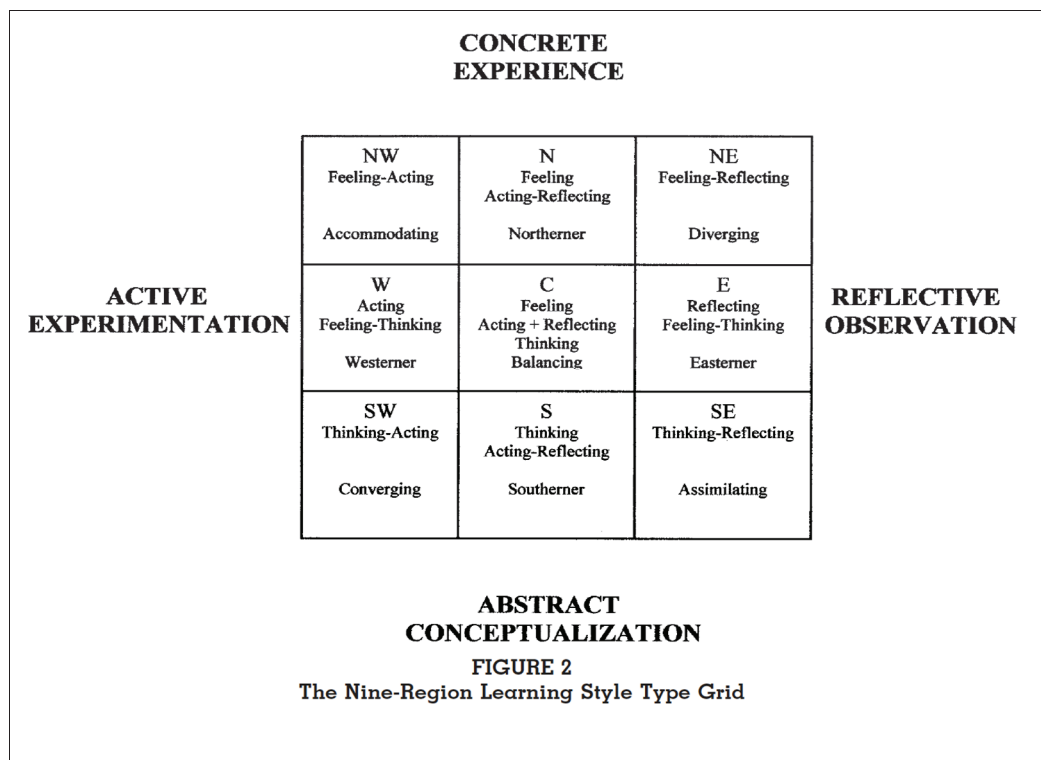 CONCRETE
EXPERIENCE
NW
Feeling-Acting
Accommodating
N
Feeling
Acting-Reflecting
Northerner
NE
Feeling-Reflecting
Diverging
ACTIVE
EXPERIMENTATION
W
Acting
Feeling-Thinking
Westerner
C
Feeling
Acting + Reflecting
Thinking
Balancing
E
Reflecting
Feeling-Thinking
Easterner
REFLECTIVE
OBSERVATION
SW
Thinking-Acting
Converging
S
Thinking
Acting-Reflecting
Southerner
SE
Thinking-Reflecting
Assimilating
ABSTRACT
CONCEPTUALIZATION
FIGURE 2
The Nine-Region Learning Style Type Grid